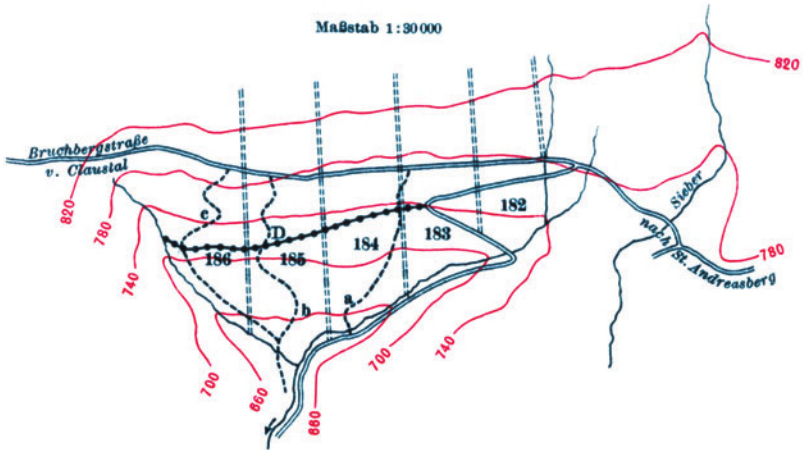 Maßstab 1:30000
820
Bruchbergstraße
v. Claustal
820
780
740
c
D
186
185
184
183
182
b
a
Sieber
nach
St. Andreasberg
780
700
660
660
700
740